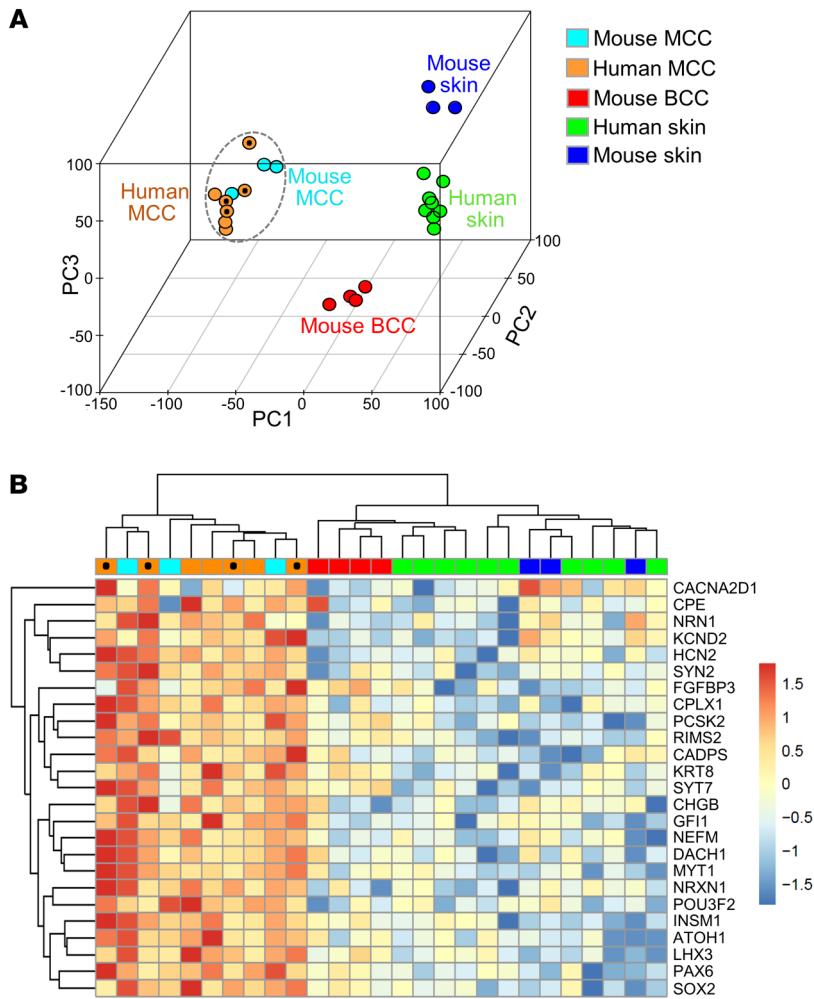 A
Mouse
skin
Mouse MCC
Human MCC
Mouse BCC
Human skin
Mouse skin
Human
MCC
Mouse
MCC
Human
skin
Mouse BCC
100
50
0
-50
-100
PC3
-150
-100
-50
0
50
100
PC1
100
50
0
-50
-100
PC2
B
CACNA2D1
CPE
NRN1
KCND2
HCN2
SYN2
FGFBP3
CPLX1
PCSK2
RIMS2
CADPS
KRT8
SYT7
CHGB
GFI1
NEFM
DACH1
MYT1
NRXN1
POU3F2
INSM1
ATOH1
LHX3
PAX6
SOX2
1.5
1
0.5
0
−0.5
−1
−1.5